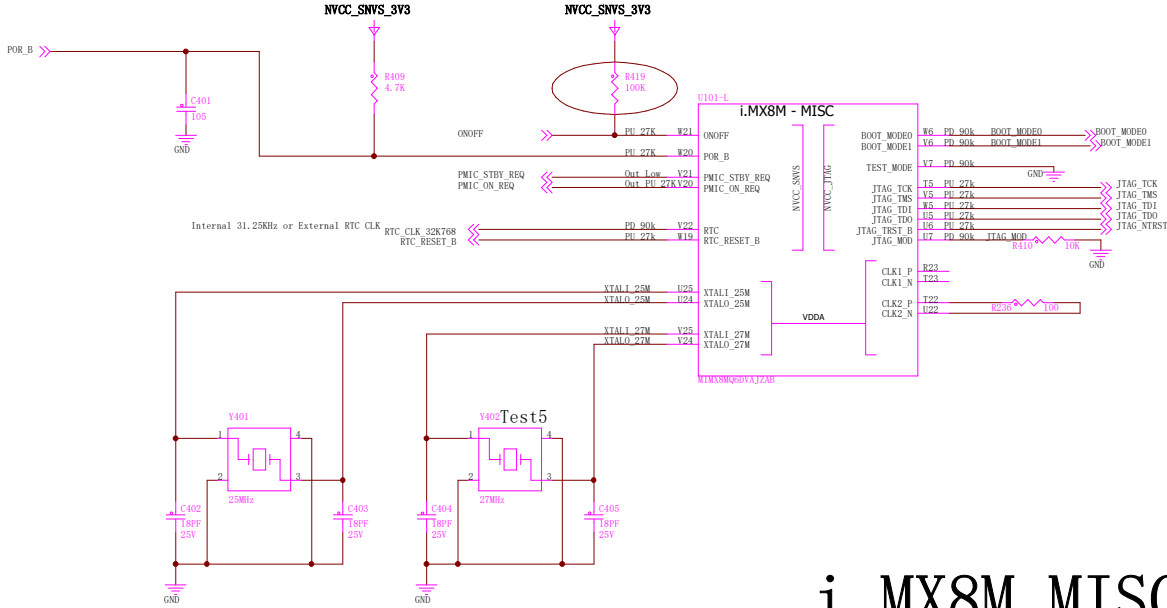 NVCC_SNVS_3V3
NVCC_SNVS_3V3
POR_B
R409
4.7K
R419
100K
C401
105
GND
U101-L
i.MX8M - MISC
ONOFF
PU 27K
W21
ONOFF
PU 27K
W20
POR_B
PMIC_STBY_REQ
Out Low
V21
PMIC_STBY_REQ
PMIC_ON_REQ
Out PU 27K
V20
PMIC_ON_REQ
Internal 31.25KHz or External RTC CLK
RTC_CLK_32K768
PD 90k
V22
RTC
RTC_RESET_B
PU 27k
W19
RTC_RESET_B
XTALI_25M
U25
XTALI_25M
XTALO_25M
U24
XTALO_25M
XTALI_27M
V25
XTALI_27M
XTALO_27M
V24
XTALO_27M
NVCC_SNVS
NVCC_JTAG
VDDA
BOOT_MODE0
W6
PD 90k
BOOT_MODE0
BOOT_MODE0
BOOT_MODE1
V6
PD 90k
BOOT_MODE1
BOOT_MODE1
TEST_MODE
V7
PD 90k
GND
JTAG_TCK
T5
PU 27k
JTAG_TCK
JTAG_TMS
V5
PU 27k
JTAG_TMS
JTAG_TDI
W5
PU 27k
JTAG_TDI
JTAG_TDO
U5
PU 27k
JTAG_TDO
JTAG_TRST_B
U6
PU 27k
JTAG_NTRST
JTAG_MOD
U7
PD 90k
JTAG_MOD
R410
10K
GND
CLK1_P
R23
CLK1_N
T23
CLK2_P
T22
CLK2_N
U22
R236
100
MIMX8MQ6DVAJZAB
Y401
1
4
2
3
25MHz
C402
18PF
25V
C403
18PF
25V
GND
Y402
Test5
1
4
2
3
27MHz
C404
18PF
25V
C405
18PF
25V
GND
i.MX8M MISC